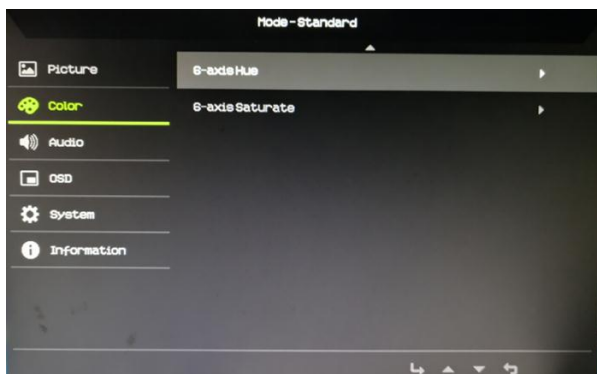 Mode-Standard
Picture
6-axis Hue
Color
6-axis Saturate
Audio
OSD
System
Information